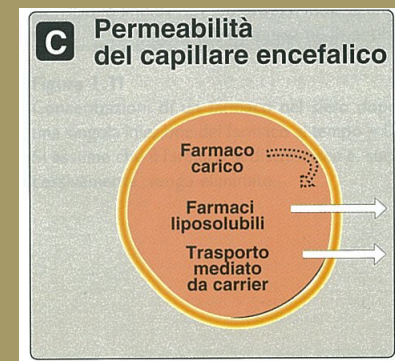 C Permeabilità
del capillare encefalico
Farmaco
carico
Farmaci
liposolubili
Trasporto
mediato
da carrier